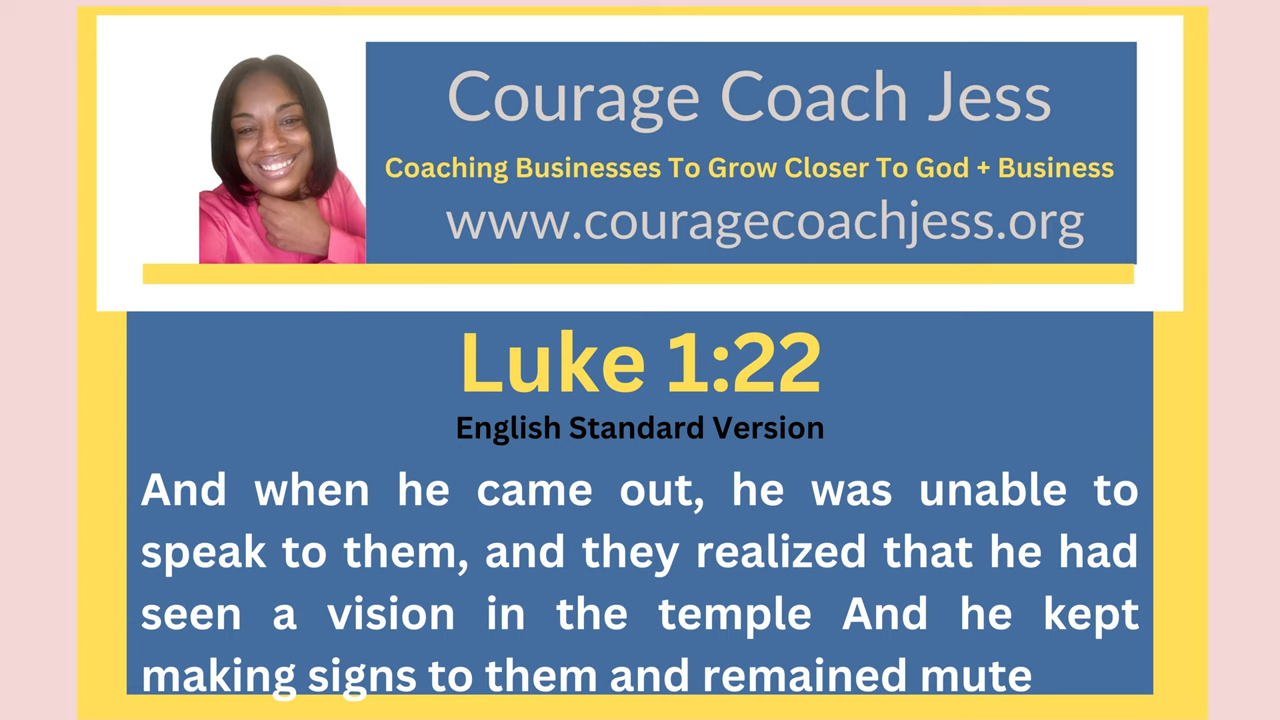 Courage Coach Jess
Coaching Businesses To Grow Closer To God + Business
www.couragecoachjess.org
Luke 1:22
English Standard Version
And when he came out, he was unable to
speak to them, and they realized that he had
seen a vision in the temple And he kept
making signs to them and remained mute